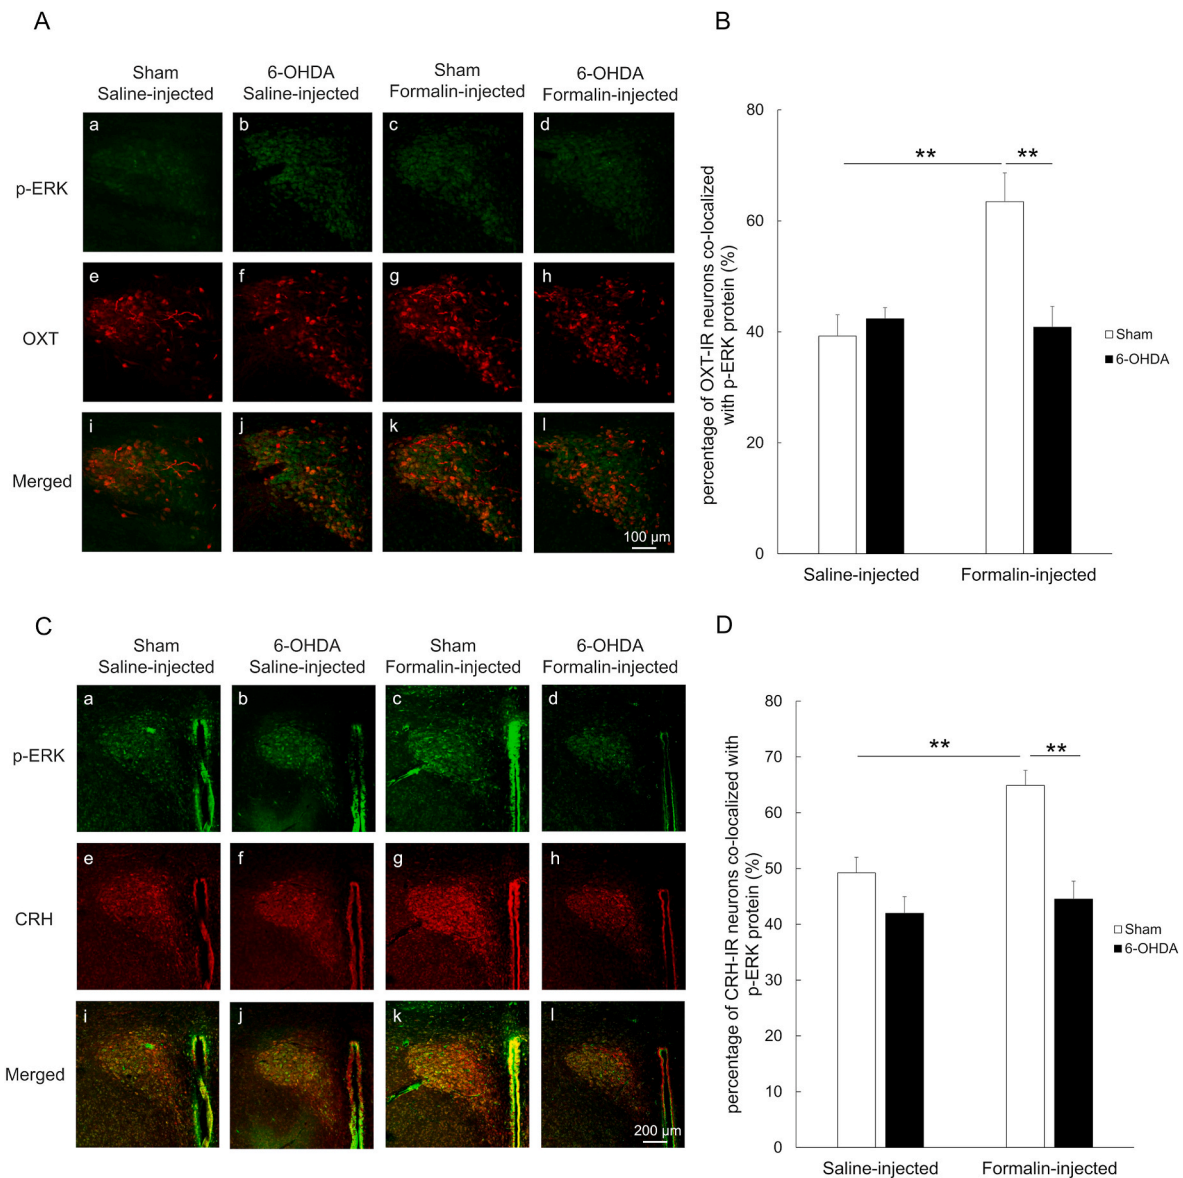 A
Sham
Saline-injected
6-OHDA
Saline-injected
Sham
Formalin-injected
6-OHDA
Formalin-injected
p-ERK
a
b
c
d
OXT
e
f
g
h
Merged
i
j
k
l
100 µm
B
percentage of OXT-IR neurons co-localized
with p-ERK protein (%)
80
60
40
20
0
**
**
Saline-injected
Formalin-injected
Sham
6-OHDA
C
Sham
Saline-injected
6-OHDA
Saline-injected
Sham
Formalin-injected
6-OHDA
Formalin-injected
p-ERK
a
b
c
d
CRH
e
f
g
h
Merged
i
j
k
l
200 µm
D
percentage of CRH-IR neurons co-localized with
p-ERK protein (%)
80
70
60
50
40
30
20
10
0
**
**
Saline-injected
Formalin-injected
Sham
6-OHDA